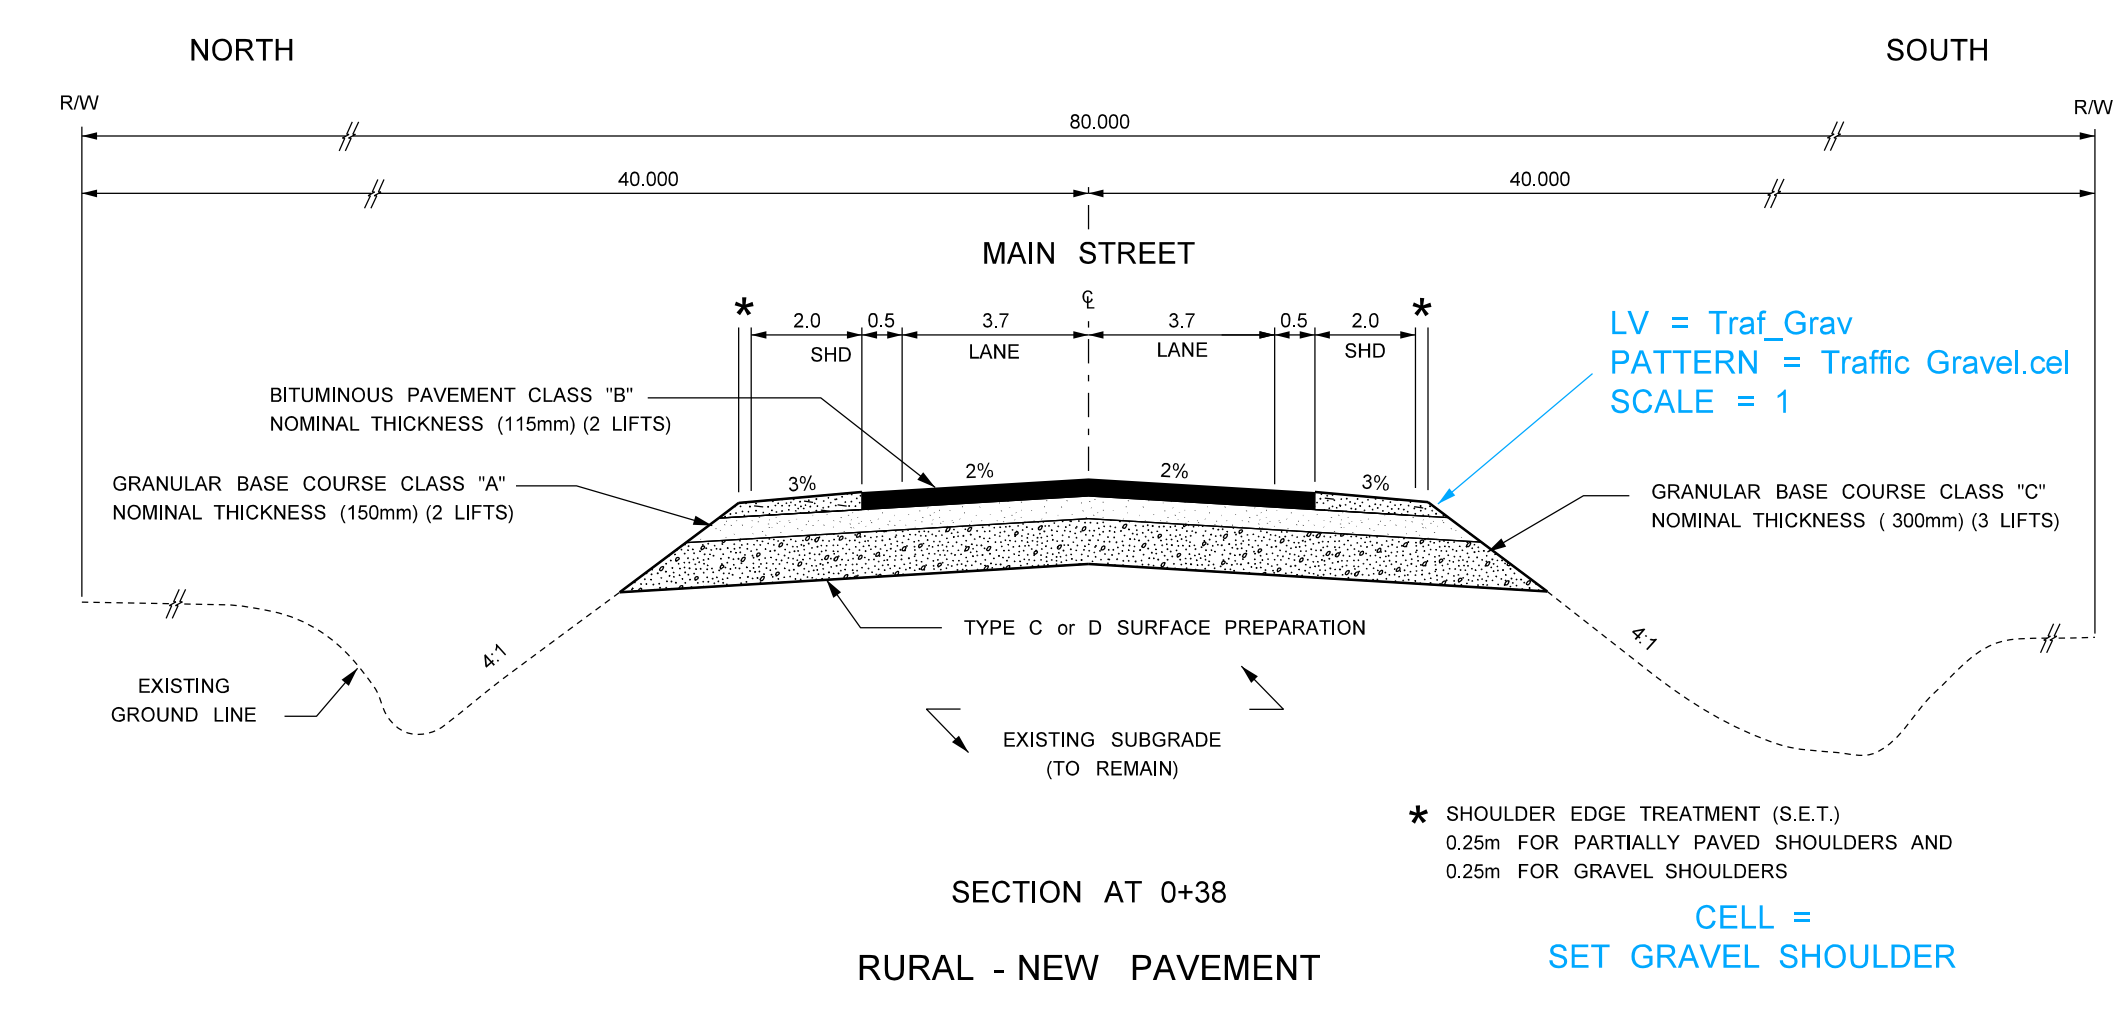 NORTH
SOUTH
R/W
R/W
80.000
40.000
40.000
MAIN STREET
℄
* 2.0 0.5 3.7 3.7 0.5 2.0 *
SHD LANE LANE SHD
LV = Traf_Grav
PATTERN = Traffic Gravel.cel
SCALE = 1
BITUMINOUS PAVEMENT CLASS "B"
NOMINAL THICKNESS (115mm) (2 LIFTS)
3% 2% 2% 3%
GRANULAR BASE COURSE CLASS "A"
NOMINAL THICKNESS (150mm) (2 LIFTS)
GRANULAR BASE COURSE CLASS "C"
NOMINAL THICKNESS ( 300mm) (3 LIFTS)
TYPE C or D SURFACE PREPARATION
4:1
4:1
EXISTING
GROUND LINE
EXISTING SUBGRADE
(TO REMAIN)
* SHOULDER EDGE TREATMENT (S.E.T.)
0.25m FOR PARTIALLY PAVED SHOULDERS AND
0.25m FOR GRAVEL SHOULDERS
SECTION AT 0+38
CELL =
SET GRAVEL SHOULDER
RURAL - NEW PAVEMENT